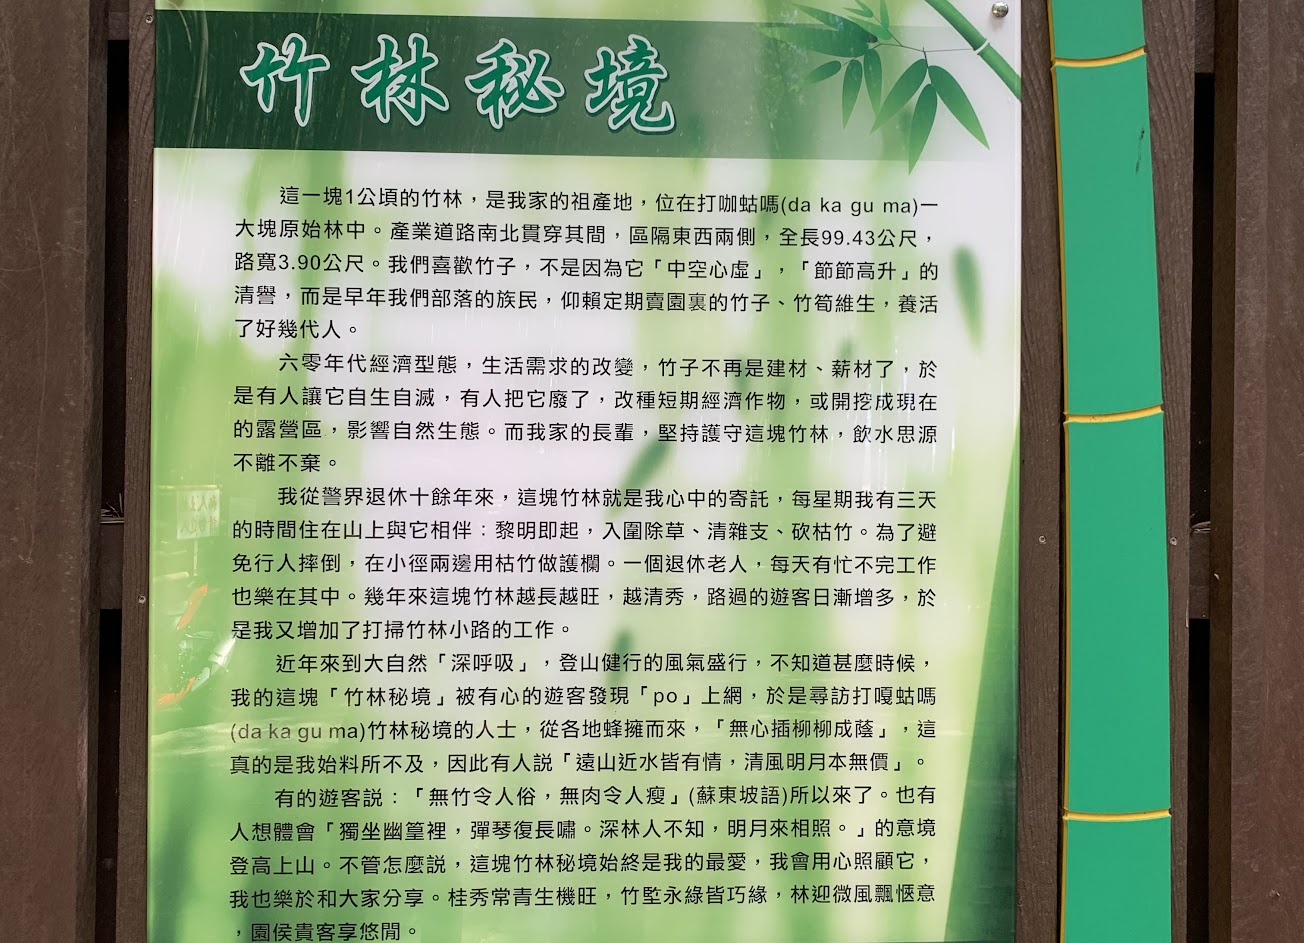 竹林秘境
這一塊1公頃的竹林，是我家的祖產地，位在打咖蛄嗎(da ka gu ma)一
大塊原始林中。產業道路南北貫穿其間，區隔東西兩側，全長99.43公尺，
路寬3.90公尺。我們喜歡竹子，不是因為它「中空心虛」，「節節高升」的
清譽，而是早年我們部落的族民，仰賴定期賣園裏的竹子、竹筍維生，養活
了好幾代人。
六零年代經濟型態，生活需求的改變，竹子不再是建材、薪材了，於
是有人讓它自生自滅，有人把它廢了，改種短期經濟作物，或開挖成現在
的露營區，影響自然生態。而我家的長輩，堅持護守這塊竹林，飲水思源
不離不棄。
我從警界退休十餘年來，這塊竹林就是我心中的寄託，每星期我有三天
的時間住在山上與它相伴：黎明即起，入園除草、清雜支、砍枯竹。為了避
免行人摔倒，在小徑兩邊用枯竹做護欄。一個退休老人，每天有忙不完工作
也樂在其中。幾年來這塊竹林越長越旺，越清秀，路過的遊客日漸增多，於
是我又增加了打掃竹林小路的工作。
近年來到大自然「深呼吸」，登山健行的風氣盛行，不知道甚麼時候，
我的這塊「竹林秘境」被有心的遊客發現「po」上網，於是尋訪打嘎蛄嗎
(da ka gu ma)竹林秘境的人士，從各地蜂擁而來，「無心插柳柳成蔭」，這
真的是我始料所不及，因此有人說「遠山近水皆有情，清風明月本無價」。
有的遊客說：「無竹令人俗，無肉令人瘦」(蘇東坡語)所以來了。也有
人想體會「獨坐幽篁裡，彈琴復長嘯。深林人不知，明月來相照。」的意境
登高上山。不管怎麼說，這塊竹林秘境始終是我的最愛，我會用心照顧它，
我也樂於和大家分享。桂秀常青生機旺，竹監永綠皆巧緣，林迎微風飄愜意
，園侯貴客享悠閒。